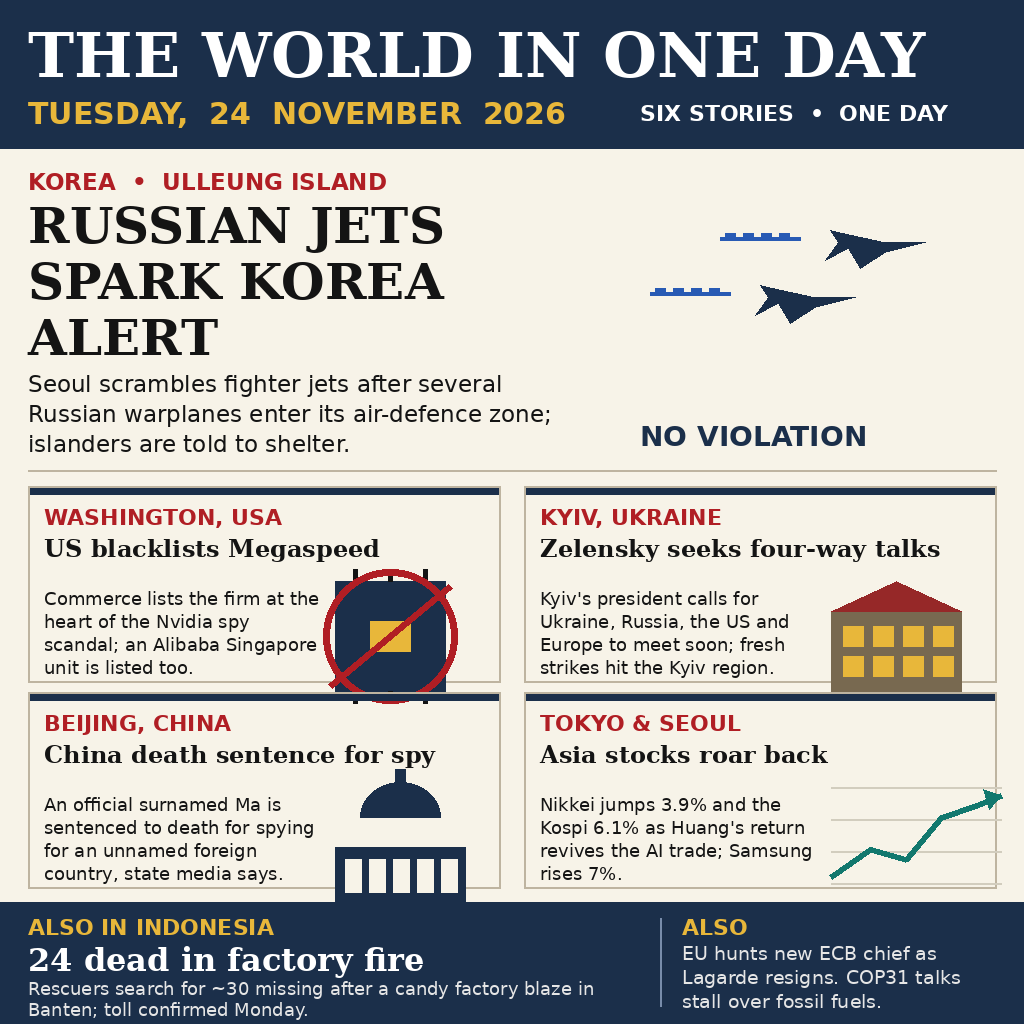 THE WORLD IN ONE DAY
TUESDAY, 24 NOVEMBER 2026
SIX STORIES • ONE DAY
KOREA • ULLEUNG ISLAND
RUSSIAN JETS
SPARK KOREA
ALERT
Seoul scrambles fighter jets after several
Russian warplanes enter its air-defence zone;
islanders are told to shelter.
NO VIOLATION
WASHINGTON, USA
US blacklists Megaspeed
Commerce lists the firm at the
heart of the Nvidia spy
scandal; an Alibaba Singapore
unit is listed too.
KYIV, UKRAINE
Zelensky seeks four-way talks
Kyiv's president calls for
Ukraine, Russia, the US and
Europe to meet soon; fresh
strikes hit the Kyiv region.
BEIJING, CHINA
China death sentence for spy
An official surnamed Ma is
sentenced to death for spying
for an unnamed foreign
country, state media says.
TOKYO & SEOUL
Asia stocks roar back
Nikkei jumps 3.9% and the
Kospi 6.1% as Huang's return
revives the AI trade; Samsung
rises 7%.
ALSO IN INDONESIA
24 dead in factory fire
Rescuers search for ~30 missing after a candy factory blaze in
Banten; toll confirmed Monday.
ALSO
EU hunts new ECB chief as
Lagarde resigns. COP31 talks
stall over fossil fuels.